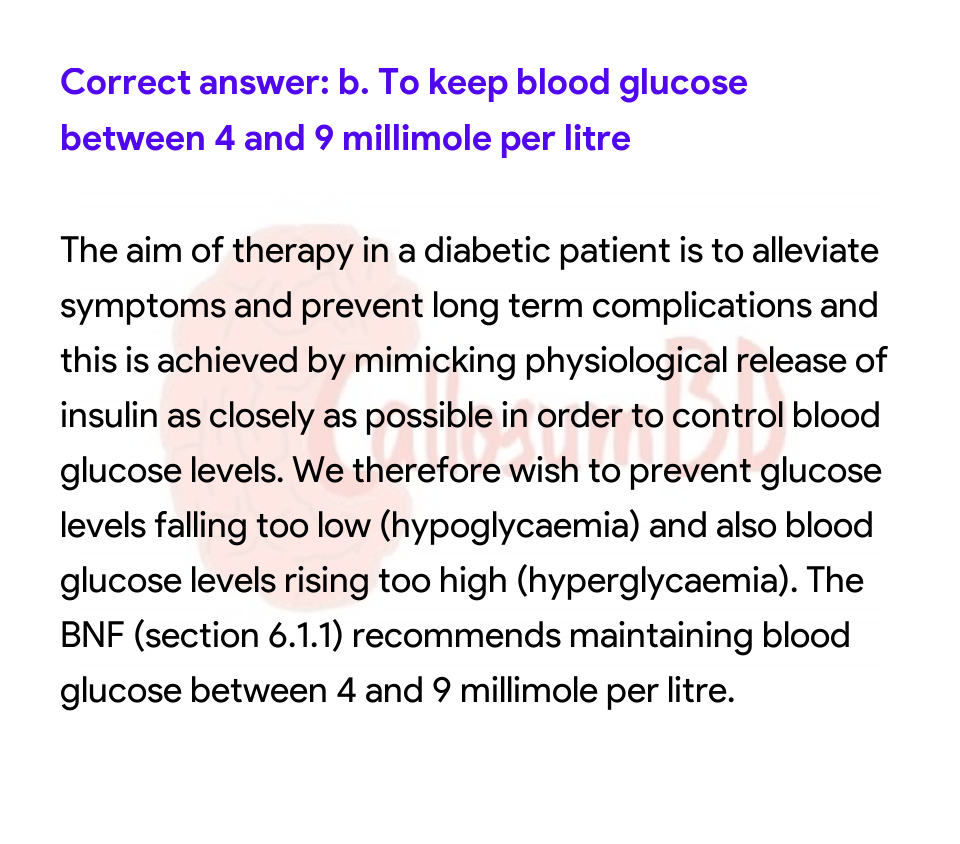 Correct answer: b. To keep blood glucose
between 4 and 9 millimole per litre
The aim of therapy in a diabetic patient is to alleviate
symptoms and prevent long term complications and
this is achieved by mimicking physiological release of
insulin as closely as possible in order to control blood
glucose levels. We therefore wish to prevent glucose
levels falling too low (hypoglycaemia) and also blood
glucose levels rising too high (hyperglycaemia). The
BNF (section 6.1.1) recommends maintaining blood
glucose between 4 and 9 millimole per litre.
CallosumBD